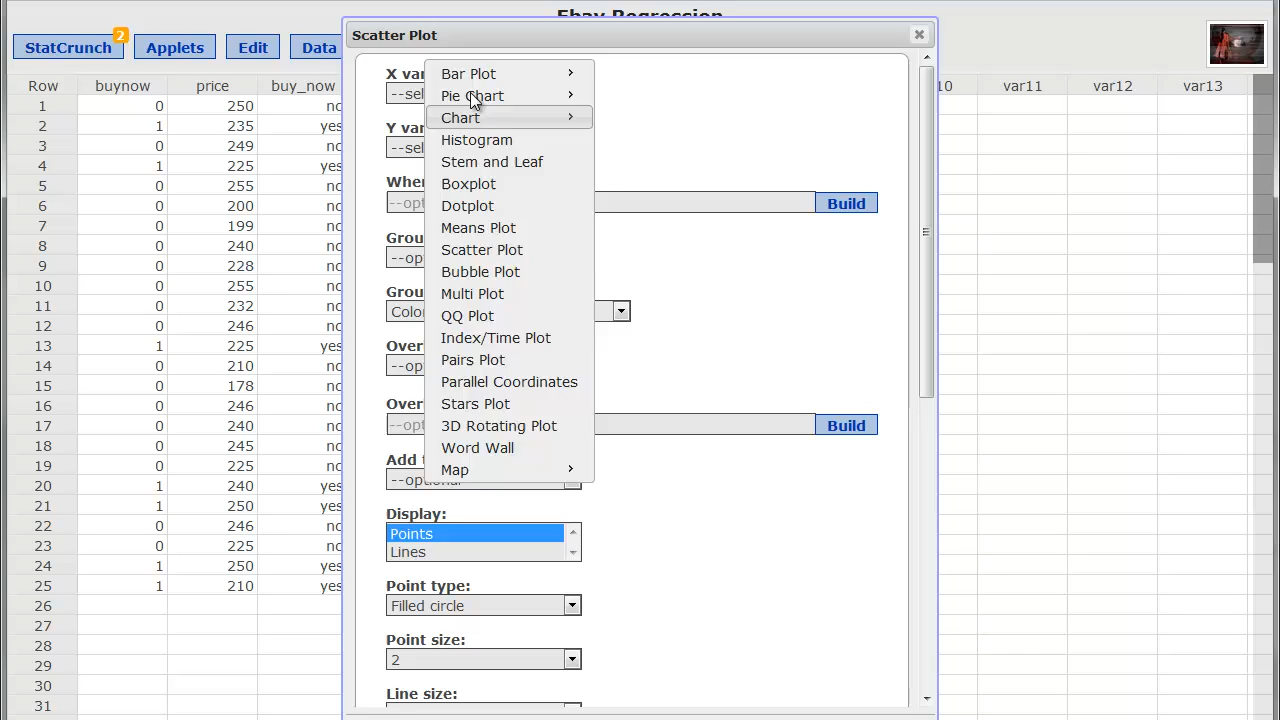 Ebay Regression
StatCrunch 2 Applets Edit Data
Scatter Plot
Row buynow price buy_now 10 var11 var12 var13
1 0 250 no
2 1 235 yes
3 0 249 no
4 1 225 yes
5 0 255 no
6 0 200 no
7 0 199 no
8 0 240 no
9 0 228 no
10 0 255 no
11 0 232 no
12 0 246 no
13 1 225 yes
14 0 210 no
15 0 178 no
16 0 246 no
17 0 240 no
18 0 245 no
19 0 225 no
20 1 240 yes
21 1 250 yes
22 0 246 no
23 0 225 no
24 1 250 yes
25 1 210 yes
26
27
28
29
30
31
X var
--sel
Y var
--sel
Wher
--opt
Build
Grou
--op
Grou
Color
Over
--op
Over
--opt
Build
Add t
--optional
Display:
Points
Lines
Point type:
Filled circle
Point size:
2
Line size:
Bar Plot
Pie Chart
Chart
Histogram
Stem and Leaf
Boxplot
Dotplot
Means Plot
Scatter Plot
Bubble Plot
Multi Plot
QQ Plot
Index/Time Plot
Pairs Plot
Parallel Coordinates
Stars Plot
3D Rotating Plot
Word Wall
Map